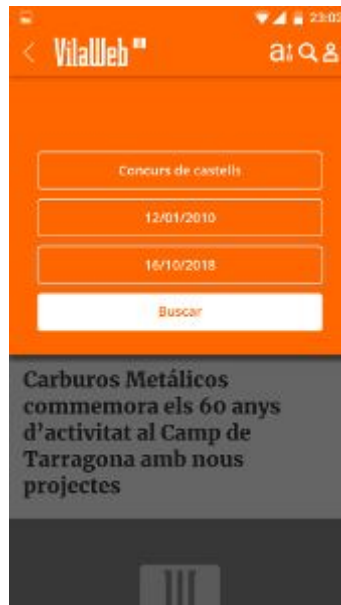 23:02
VilaWeb
a
Concurs de castells
12/01/2010
16/10/2018
Buscar
Carburos Metálicos
commemora els 60 anys
d'activitat al Camp de
Tarragona amb nous
projectes